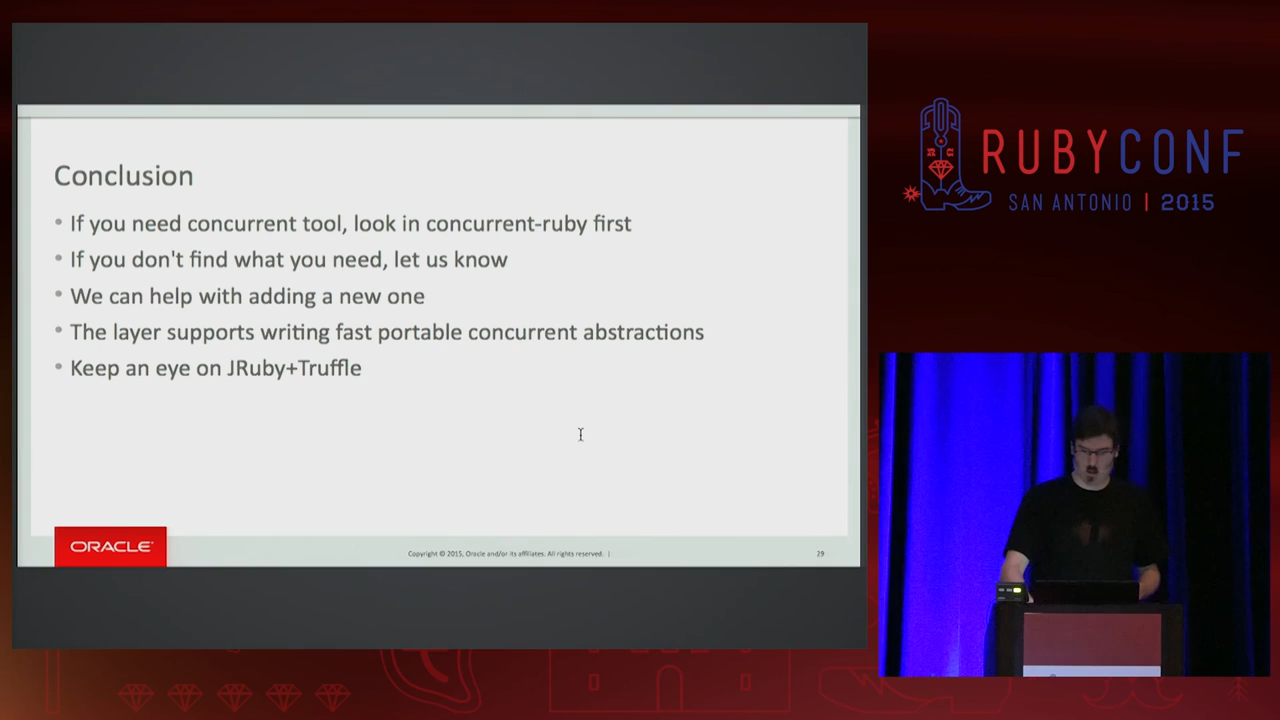 Conclusion
• If you need concurrent tool, look in concurrent-ruby first
• If you don't find what you need, let us know
• We can help with adding a new one
• The layer supports writing fast portable concurrent abstractions
• Keep an eye on JRuby+Truffle
ORACLE
Copyright © 2015, Oracle and/or its affiliates. All rights reserved. |
29
R C
RUBYCONF
SAN ANTONIO | 2015